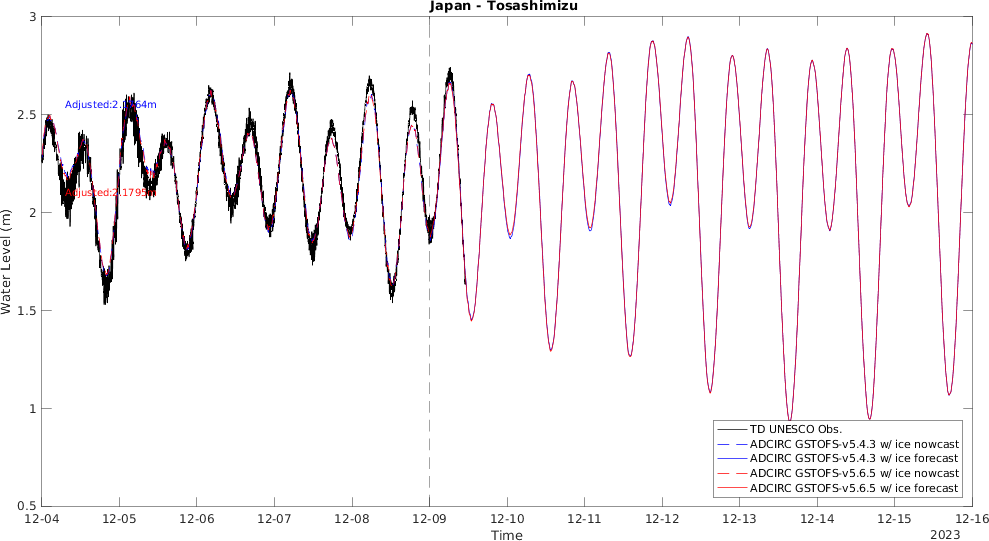 Japan - Tosashimizu
3
2.5
2
1.5
1
0.5
Water Level (m)
Adjusted:2.
64m
Adjusted:2.1795
12-04 12-05 12-06 12-07 12-08 12-09 12-10 12-11 12-12 12-13 12-14 12-15 12-16
Time
2023
TD UNESCO Obs.
ADCIRC GSTOFS-v5.4.3 w/ ice nowcast
ADCIRC GSTOFS-v5.4.3 w/ ice forecast
ADCIRC GSTOFS-v5.6.5 w/ ice nowcast
ADCIRC GSTOFS-v5.6.5 w/ ice forecast